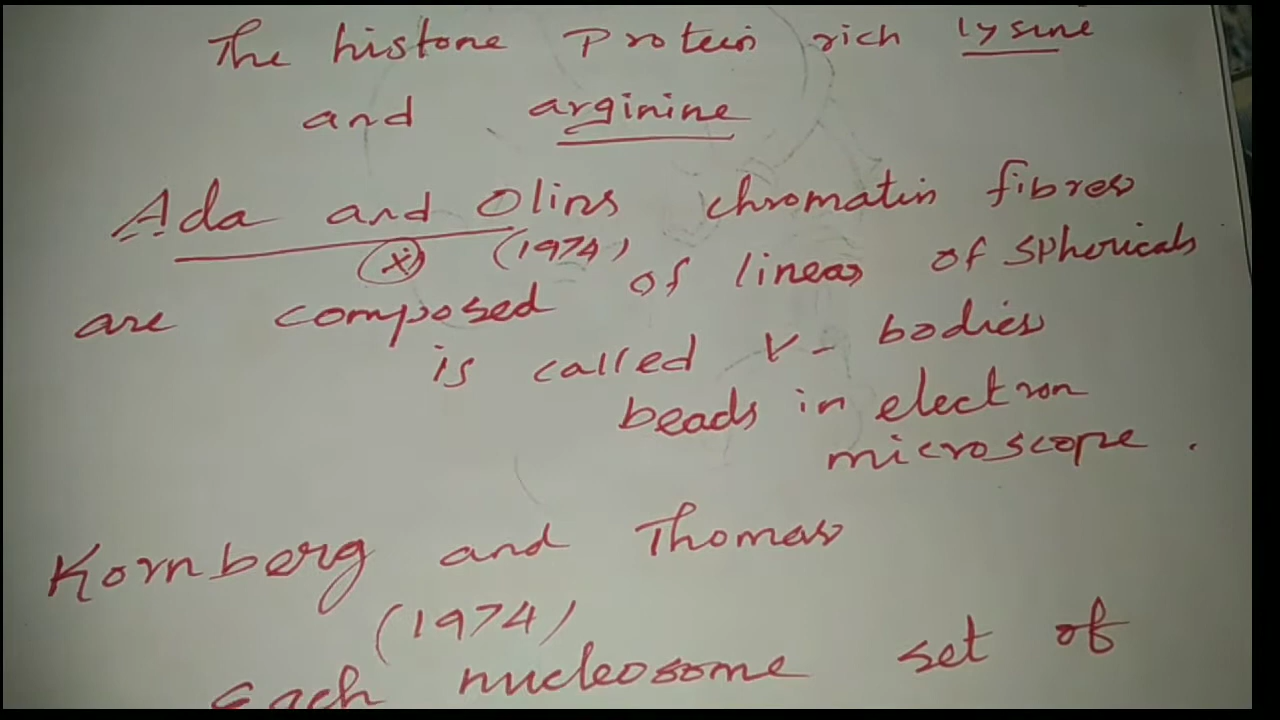 The histone Protein rich lysine
and arginine
Ada and Olins chromatin fibres
(x) (1974)
are composed of linear of sphericals
is called V- bodies
beads in electron
microscope.
Kornberg and Thomas
(1974)
Each nucleosome set of